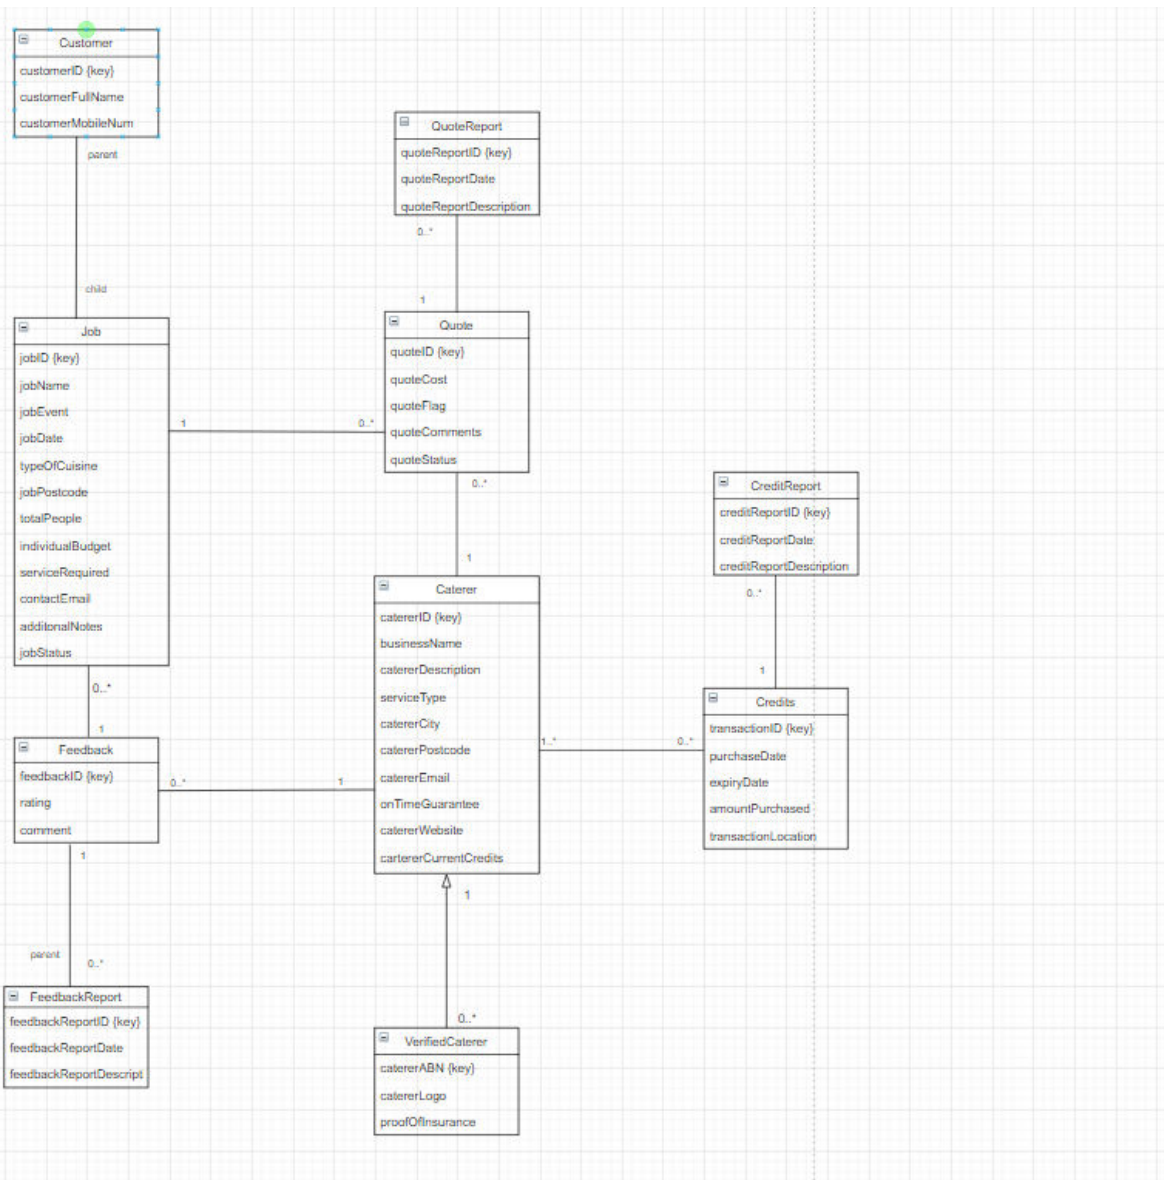 Customer
customerID {key}
customerFullName
customerMobileNum
parent
child
QuoteReport
quoteReportID {key}
quoteReportDate
quoteReportDescription
0..*
1
Job
jobID {key}
jobName
jobEvent
jobDate
typeOfCuisine
jobPostcode
totalPeople
individualBudget
serviceRequired
contactEmail
additonalNotes
jobStatus
1
0..*
Quote
quoteID {key}
quoteCost
quoteFlag
quoteComments
quoteStatus
0..*
1
CreditReport
creditReportID {key}
creditReportDate
creditReportDescription
0..*
1
Caterer
catererID {key}
businessName
catererDescription
serviceType
catererCity
catererPostcode
catererEmail
onTimeGuarantee
catererWebsite
cartererCurrentCredits
1..*
0..*
Credits
transactionID {key}
purchaseDate
expiryDate
amountPurchased
transactionLocation
0..*
1
Feedback
feedbackID {key}
rating
comment
0..*
1
1
parent
0..*
FeedbackReport
feedbackReportID {key}
feedbackReportDate
feedbackReportDescript
1
0..*
VerifiedCaterer
catererABN {key}
catererLogo
proofOfInsurance